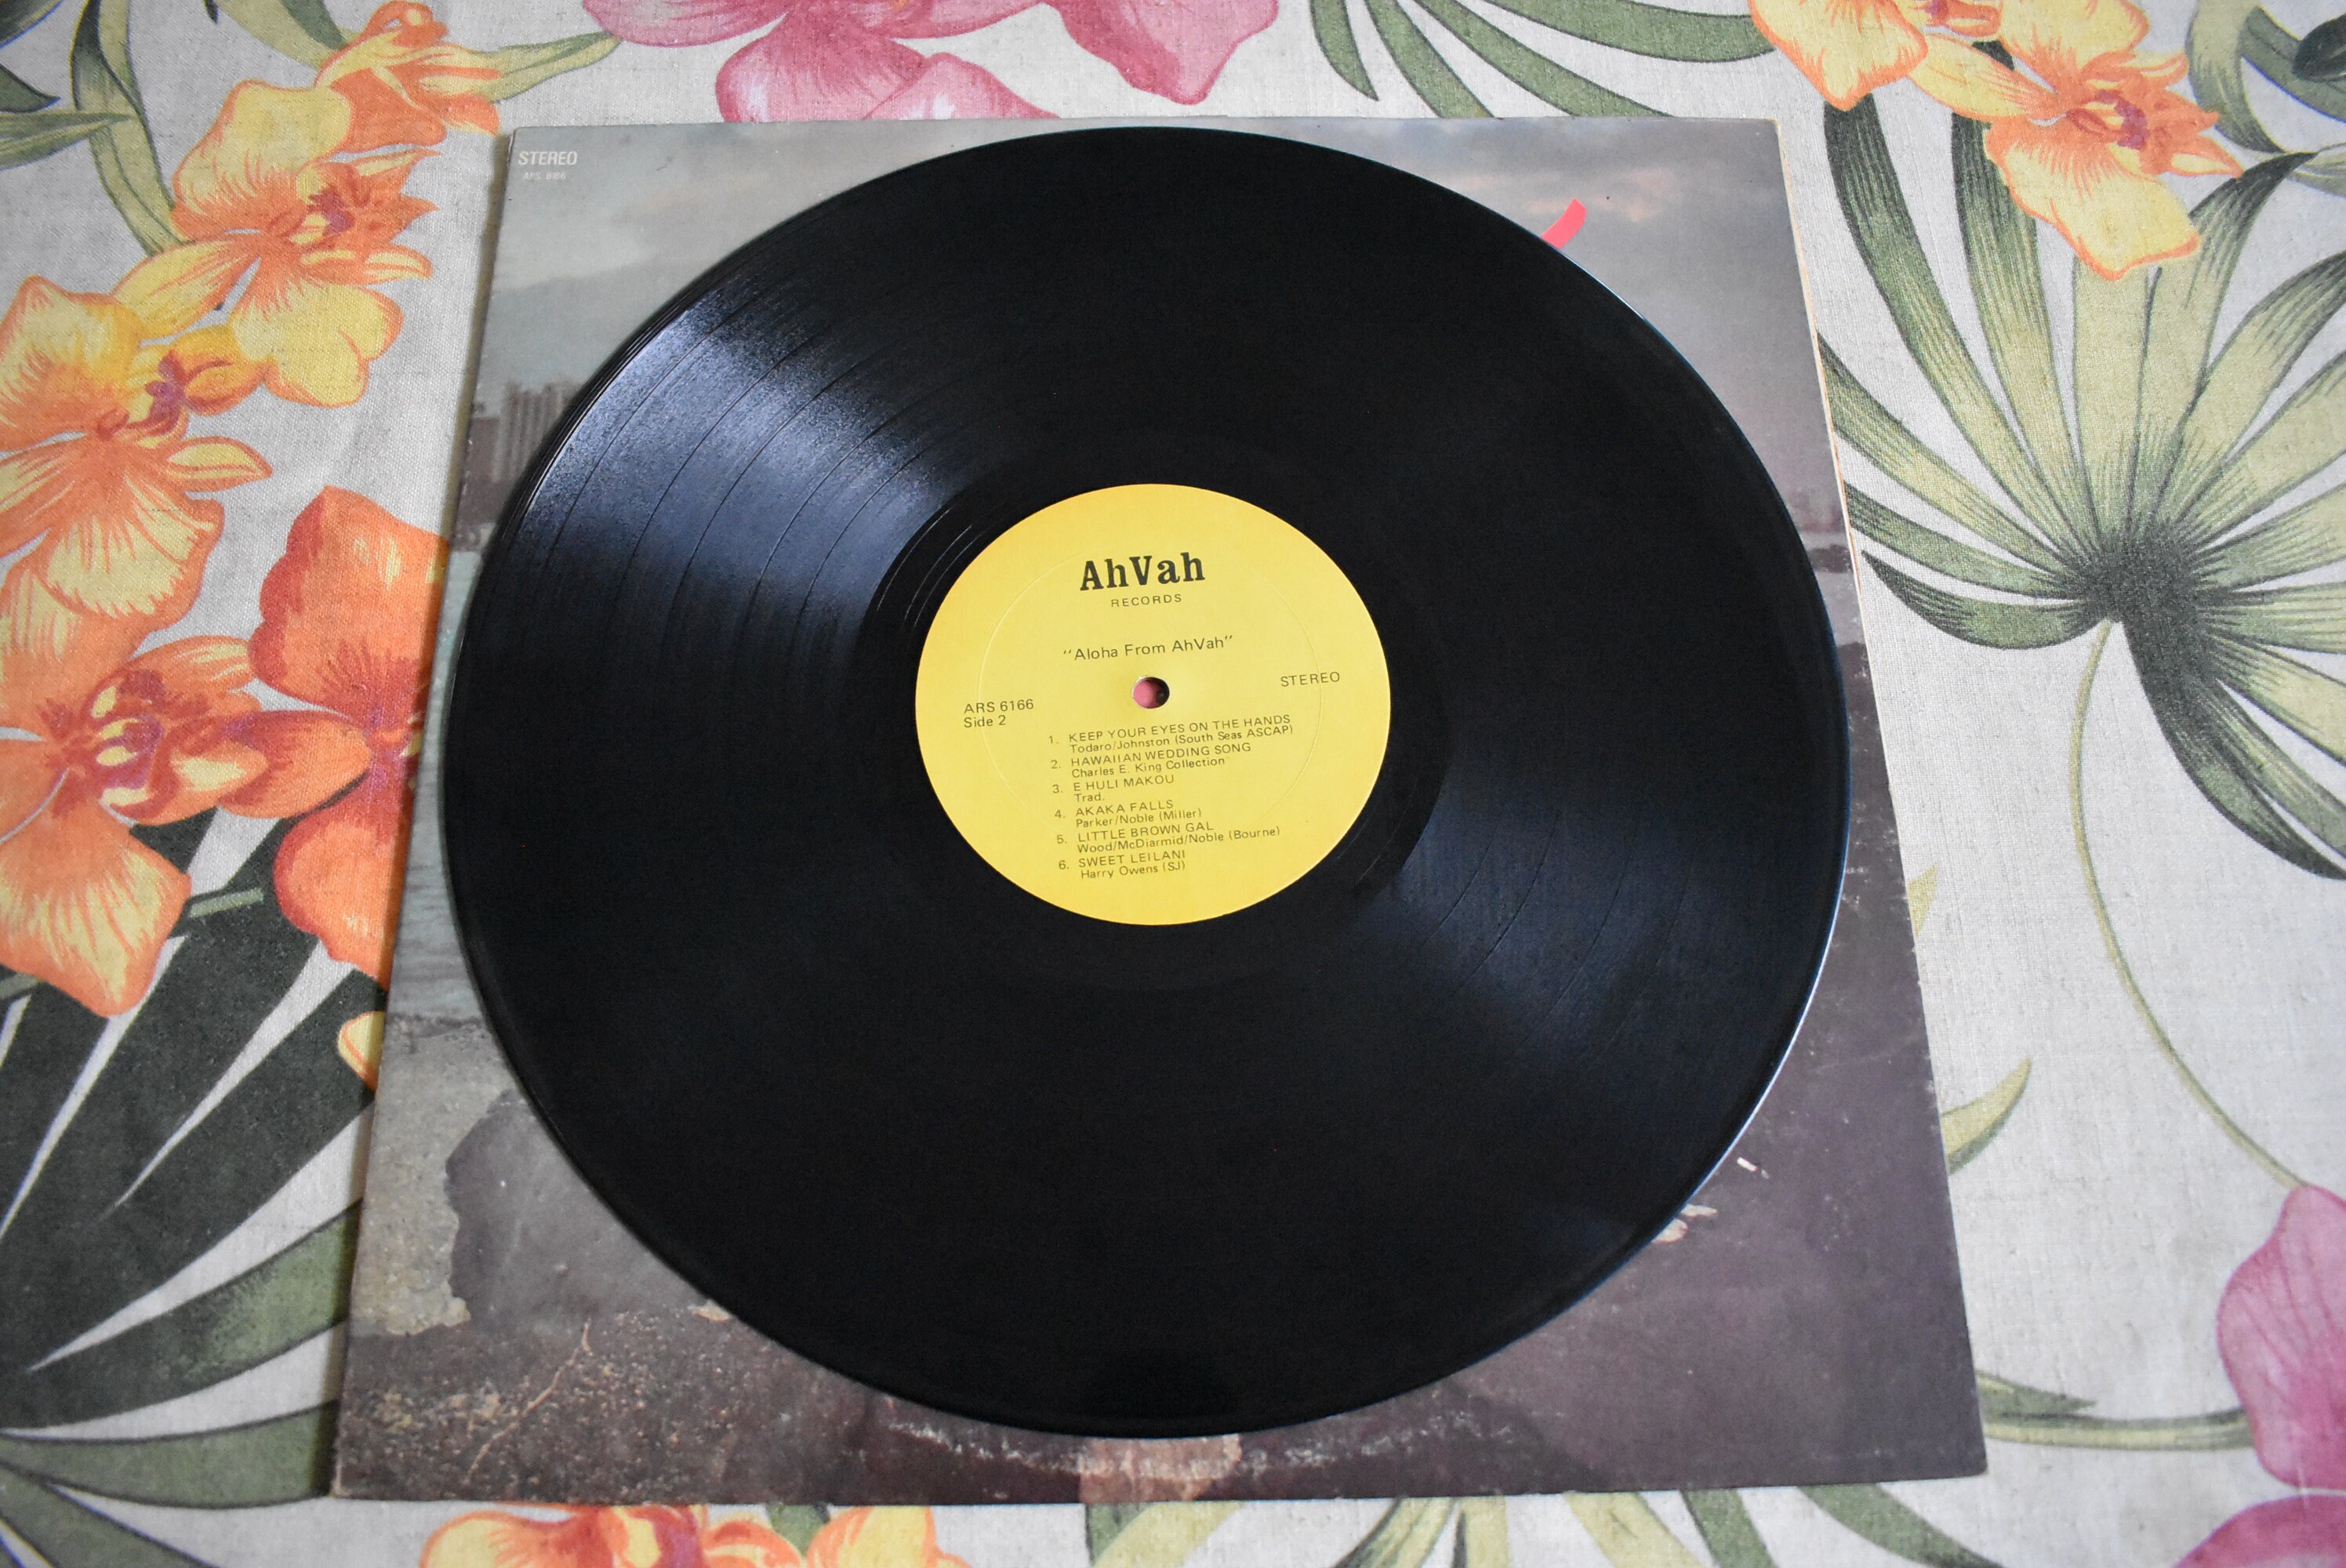 STEREO
ARS 6166
AhVah
RECORDS
"Aloha From AhVah"
STEREO
ARS 6166
Side 2
1. KEEP YOUR EYES ON THE HANDS
Todaro/Johnston (South Seas ASCAP)
2. HAWAIIAN WEDDING SONG
Charles E. King Collection
3. E HULI MAKOU
Trad.
4. AKAKA FALLS
Parker/Noble (Miller)
5. LITTLE BROWN GAL
Wood/McDiarmid/Noble (Bourne)
6. SWEET LEILANI
Harry Owens (SJ)